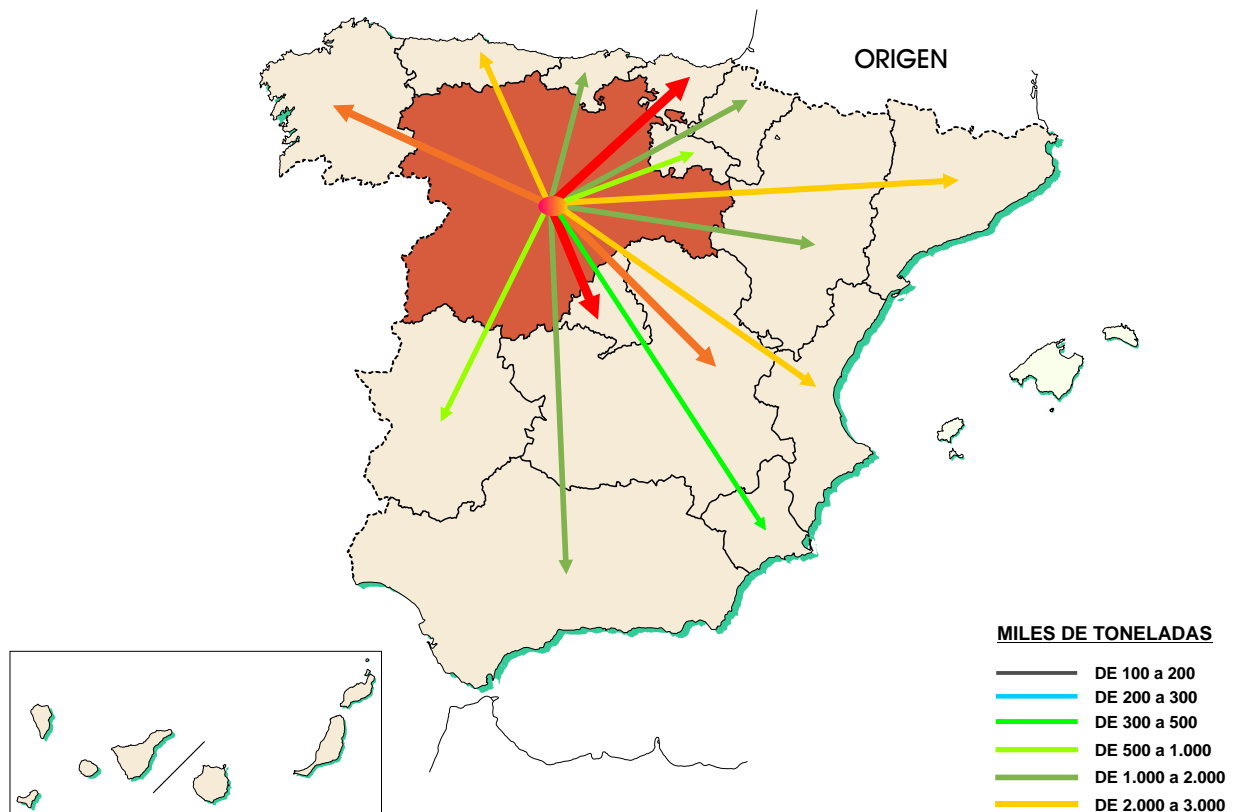 ORIGEN
MILES DE TONELADAS
DE 100 a 200
DE 200 a 300
DE 300 a 500
DE 500 a 1.000
DE 1.000 a 2.000
DE 2.000 a 3.000